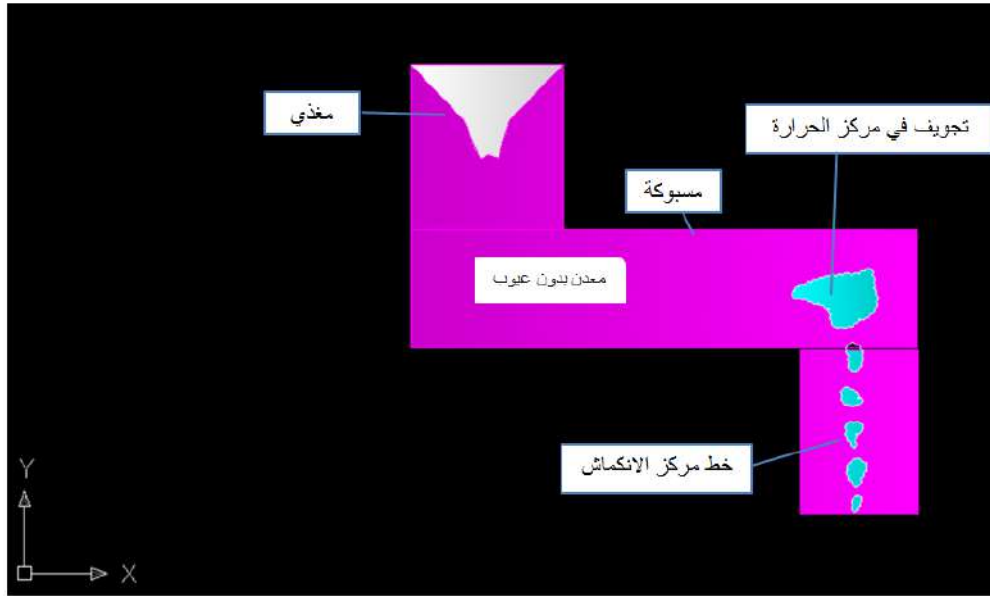 مغذي
تجويف في مركز الحرارة
مسبوكة
معدن بدون عيوب
خط مركز الانكماش
Y
X